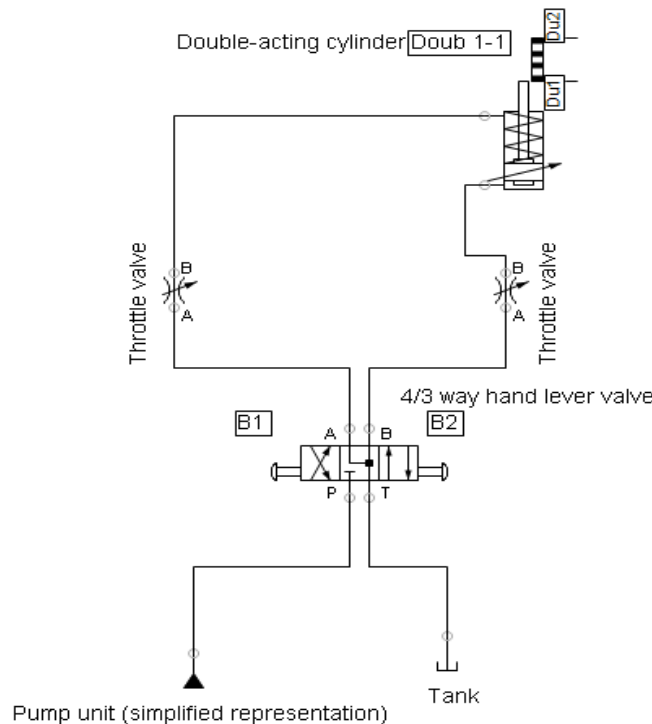 Du2
Double-acting cylinder Doub 1-1
Du1
Throttle valve
B
A
B
A
Throttle valve
4/3 way hand lever valve
B1
A
B
B2
P
T
Tank
Pump unit (simplified representation)